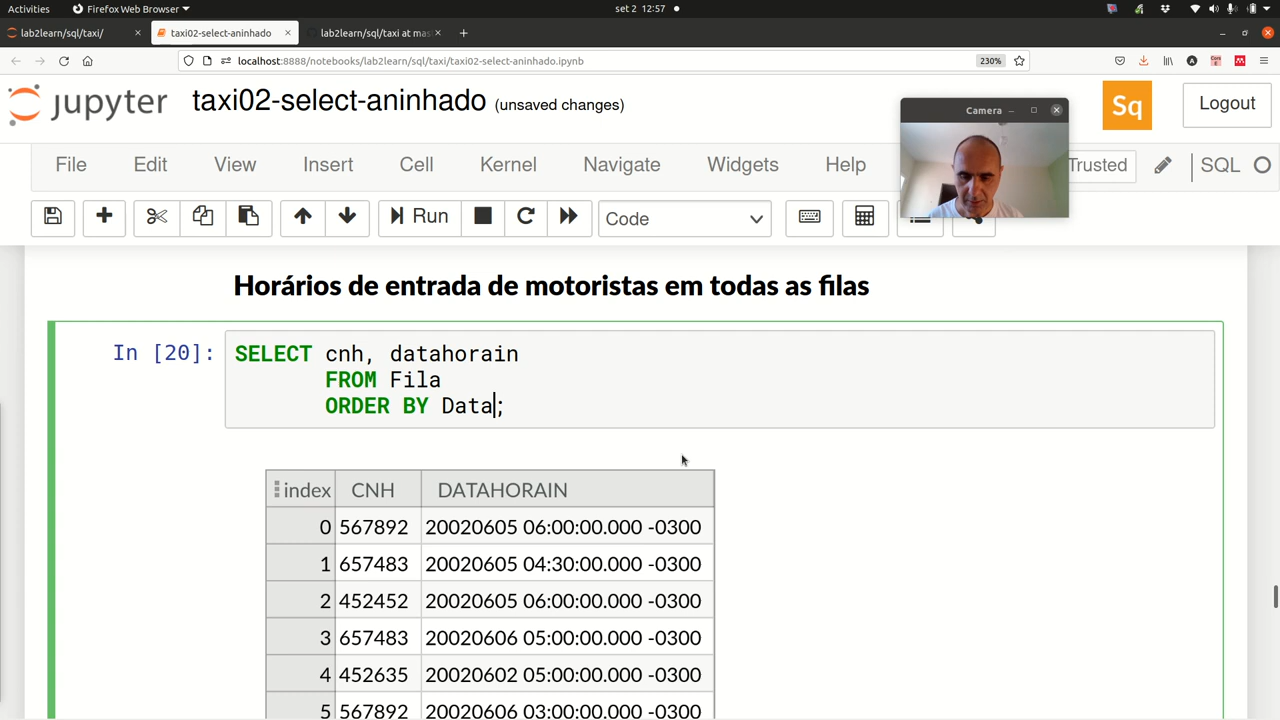 Activities
Firefox Web Browser
set 2 12:57
lab2learn/sql/taxi/
taxi02-select-aninhado
lab2learn/sql/taxi at mas
localhost:8888/notebooks/lab2learn/sql/taxi/taxi02-select-aninhado.ipynb
230%
jupyter
taxi02-select-aninhado (unsaved changes)
Camera
Sq
Logout
File Edit View Insert Cell Kernel Navigate Widgets Help
Trusted
SQL
Run
Code
Horários de entrada de motoristas em todas as filas
In [20]:
SELECT cnh, datahorain
FROM Fila
ORDER BY Data;
index CNH DATAHORAIN
0 567892 20020605 06:00:00.000 -0300
1 657483 20020605 04:30:00.000 -0300
2 452452 20020605 06:00:00.000 -0300
3 657483 20020606 05:00:00.000 -0300
4 452635 20020602 05:00:00.000 -0300
5 567892 20020606 03:00:00.000 -0300